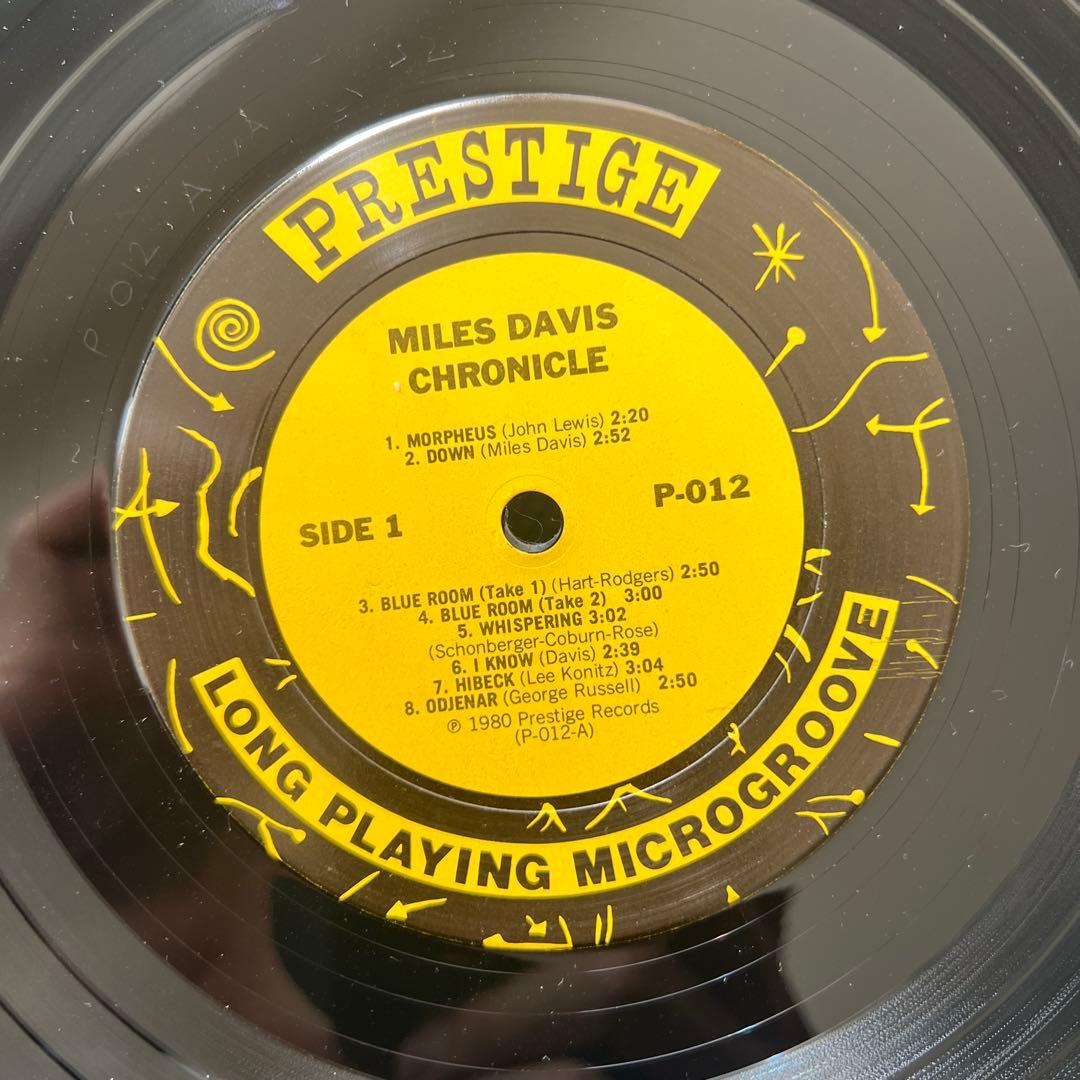 PRESTIGE
MILES DAVIS
CHRONICLE
1. MORPHEUS (John Lewis) 2:20
2. DOWN (Miles Davis) 2:52
SIDE 1
P-012
3. BLUE ROOM (Take 1) (Hart-Rodgers) 2:50
4. BLUE ROOM (Take 2) 3:00
5. WHISPERING 3:02
(Schonberger-Coburn-Rose)
6. I KNOW (Davis) 2:39
7. HIBECK (Lee Konitz) 3:04
8. ODJENAR (George Russell) 2:50
℗ 1980 Prestige Records
(P-012-A)
LONG PLAYING MICROGROOVE
P 012 A A